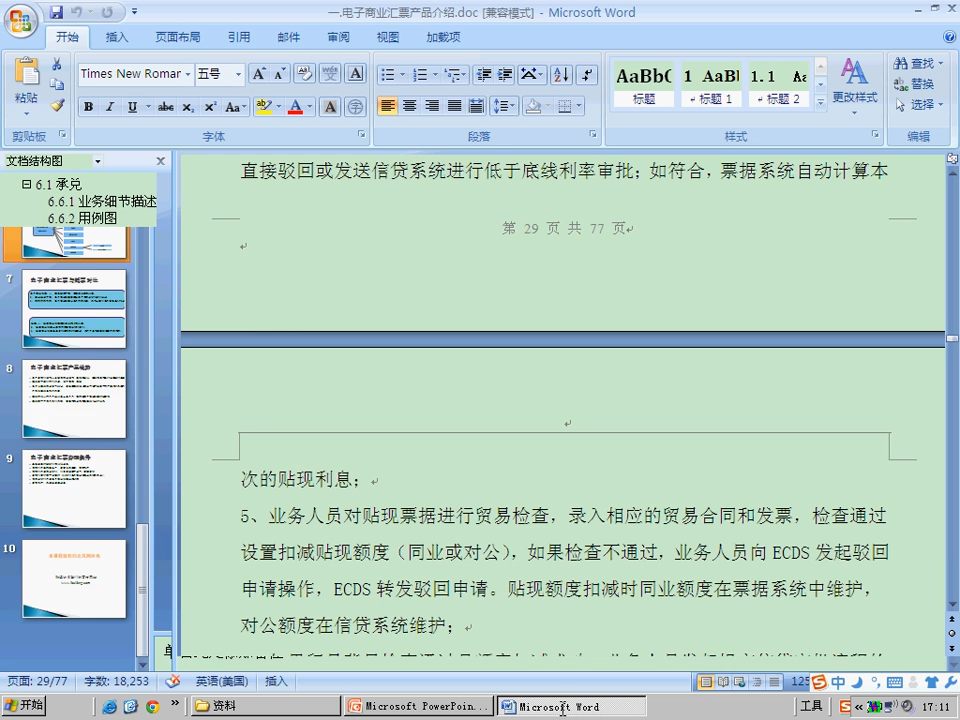 一.电子商业汇票产品介绍.doc [兼容模式] - Microsoft Word
开始 插入 页面布局 引用 邮件 审阅 视图 加载项
粘贴
Times New Romar 五号
标题
标题 1
标题 2
更改样式
查找
替换
选择
剪贴板 字体 段落 样式 编辑
文档结构图
6.1 承兑
6.6.1 业务细节描述
6.6.2 用例图
7
8
9
10
直接驳回或发送信贷系统进行低于底线利率审批；如符合，票据系统自动计算本
第 29 页 共 77 页
次的贴现利息；
5、业务人员对贴现票据进行贸易检查，录入相应的贸易合同和发票，检查通过
设置扣减贴现额度（同业或对公），如果检查不通过，业务人员向 ECDS 发起驳回
申请操作，ECDS 转发驳回申请。贴现额度扣减时同业额度在票据系统中维护，
对公额度在信贷系统维护；
页面: 29/77 字数: 18,253 英语(美国) 插入 125
中
开始 资料 Microsoft PowerPoin... Microsoft Word 工具 17:11